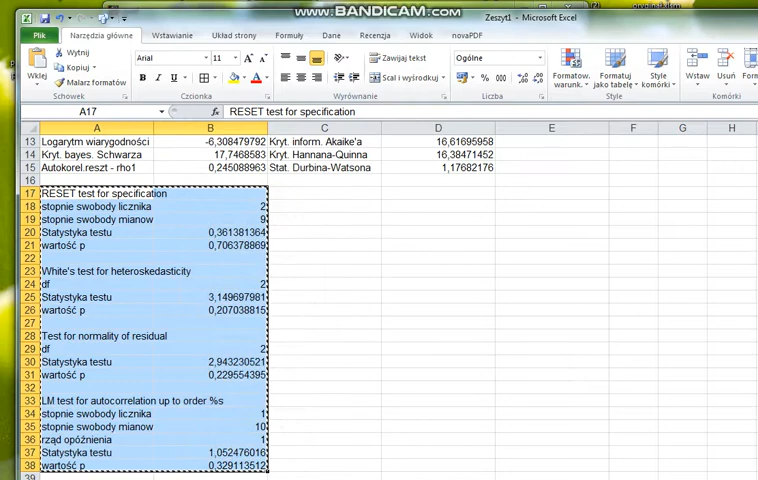 www.BANDICAM.com
Zeszyt1 - Microsoft Excel
Plik Narzędzia główne Wstawianie Układ strony Formuły Dane Recenzja Widok novaPDF
Wklej Wytnij Kopiuj Malarz formatów
Arial 11 A A
B I U A
Zawijaj tekst
Scal i wyśrodkuj
Ogólne
% 000
Formatow. warunk. Formatuj jako tabelę Style komórki Wstaw Usuń
Schowek Czcionka Wyrównanie Liczba Style
A17 fx RESET test for specification
A B C D E F G H
13 Logarytm wiarygodności -6,308479792 Kryt. inform. Akaike'a 16,61695958
14 Kryt. bayes. Schwarza 17,7468583 Kryt. Hannana-Quinna 16,38471452
15 Autokorel.reszt - rho1 0,245088963 Stat. Durbina-Watsona 1,17682176
16
17 RESET test for specification
18 stopnie swobody licznika 2
19 stopnie swobody mianow 9
20 Statystyka testu 0,361381364
21 wartość p 0,706378869
22
23 White's test for heteroskedasticity
24 df 2
25 Statystyka testu 3,149697981
26 wartość p 0,207038815
27
28 Test for normality of residual
29 df 2
30 Statystyka testu 2,943230521
31 wartość p 0,229554395
32
33 LM test for autocorrelation up to order %s
34 stopnie swobody licznika 1
35 stopnie swobody mianow 10
36 rząd opóźnienia 1
37 Statystyka testu 1,052476016
38 wartość p 0,329113512
39